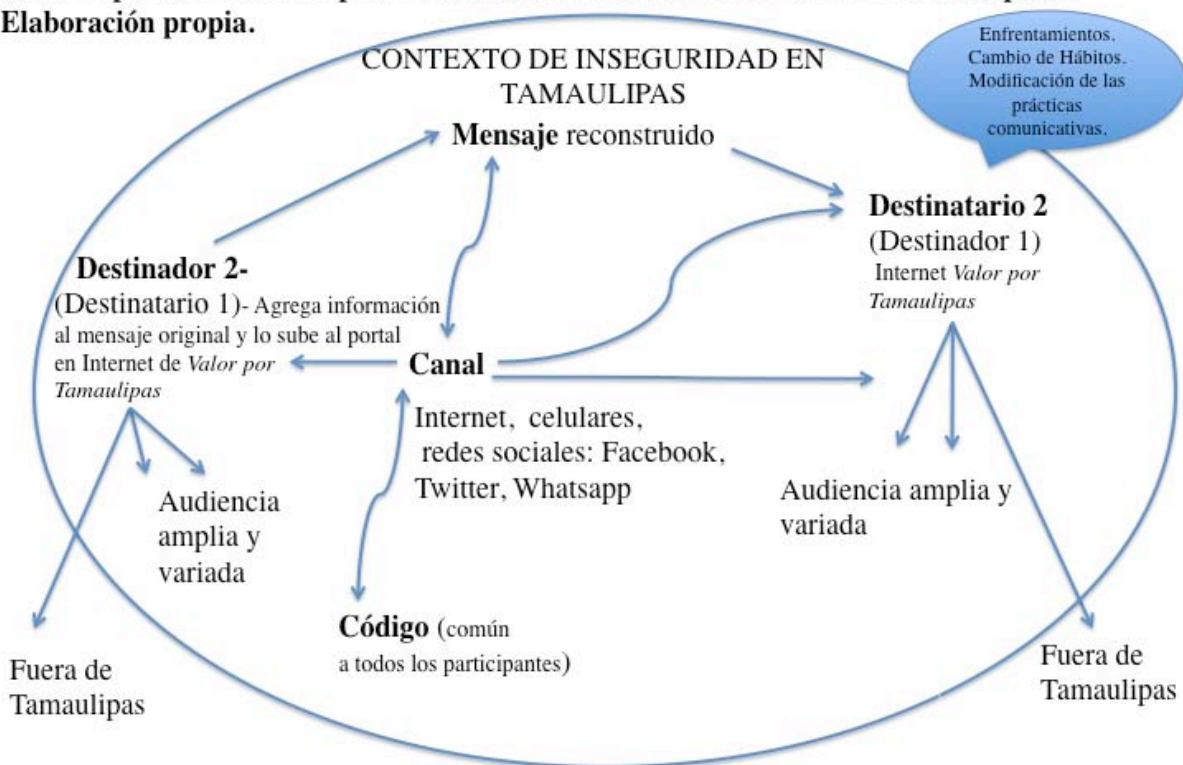 Elaboración propia.
Enfrentamientos.
Cambio de Hábitos.
Modificación de las
prácticas
comunicativas.
CONTEXTO DE INSEGURIDAD EN
TAMAULIPAS
Mensaje reconstruido
Destinatario 2
(Destinador 1)
Internet Valor por
Tamaulipas
Destinador 2-
(Destinatario 1)- Agrega información
al mensaje original y lo sube al portal
en Internet de Valor por
Tamaulipas
Canal
Internet, celulares,
redes sociales: Facebook,
Twitter, Whatsapp
Audiencia
amplia y
variada
Audiencia amplia y
variada
Código (común
a todos los participantes)
Fuera de
Tamaulipas
Fuera de
Tamaulipas